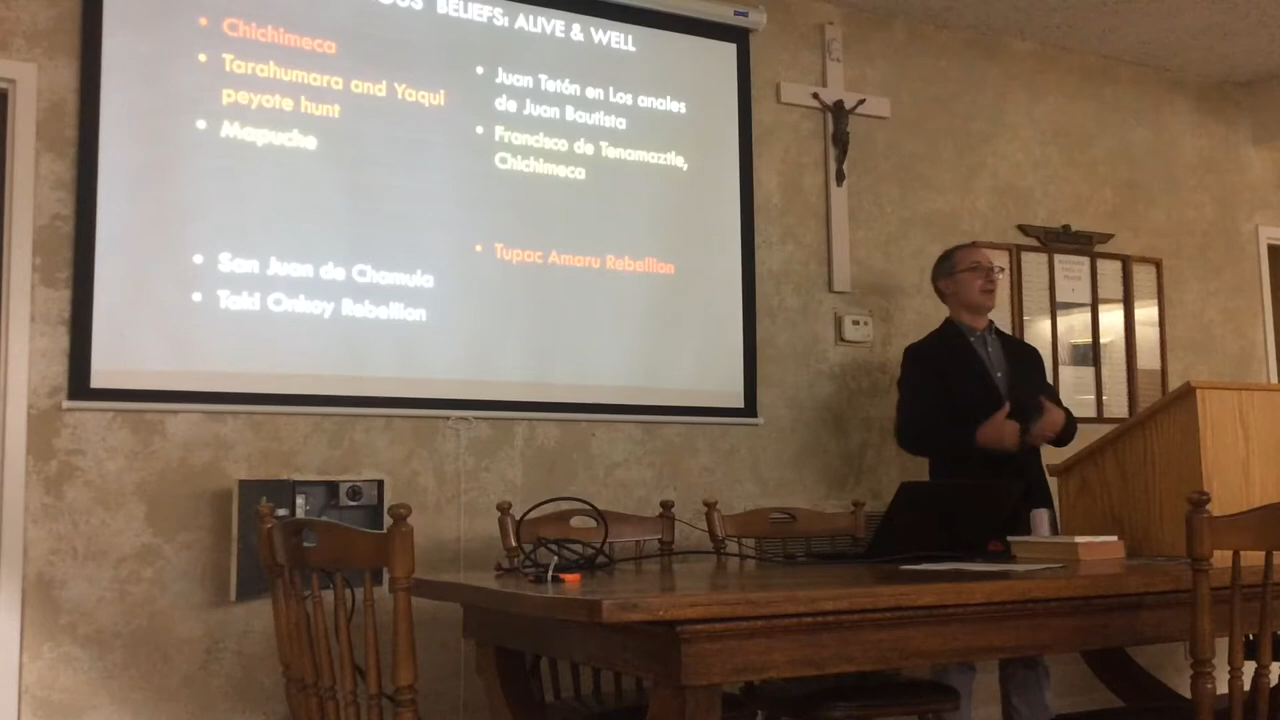 BELIEFS: ALIVE & WELL
• Chichimeca
• Tarahumara and Yaqui
peyote hunt
• Mapuche
• San Juan de Chamula
• Taki Onkoy Rebellion
• Juan Tetón en Los anales
de Juan Bautista
• Francisco de Tenamaztle,
Chichimeca
• Tupac Amaru Rebellion